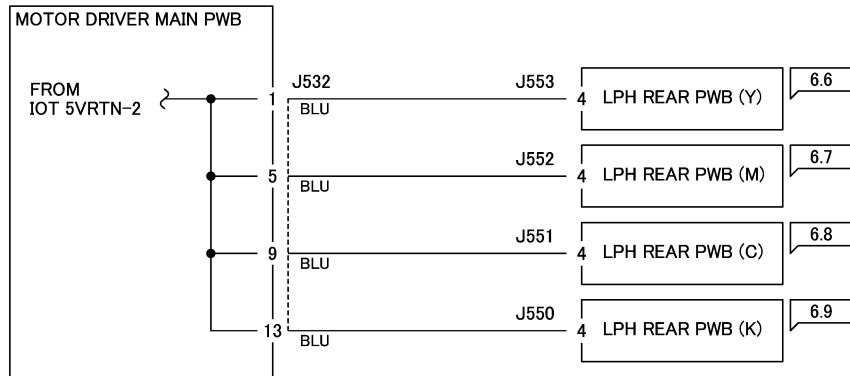 MOTOR DRIVER MAIN PWB
FROM
IOT 5VRTN-2
1 J532 BLU J553 4 LPH REAR PWB (Y) 6.6
5 BLU J552 4 LPH REAR PWB (M) 6.7
9 BLU J551 4 LPH REAR PWB (C) 6.8
13 BLU J550 4 LPH REAR PWB (K) 6.9